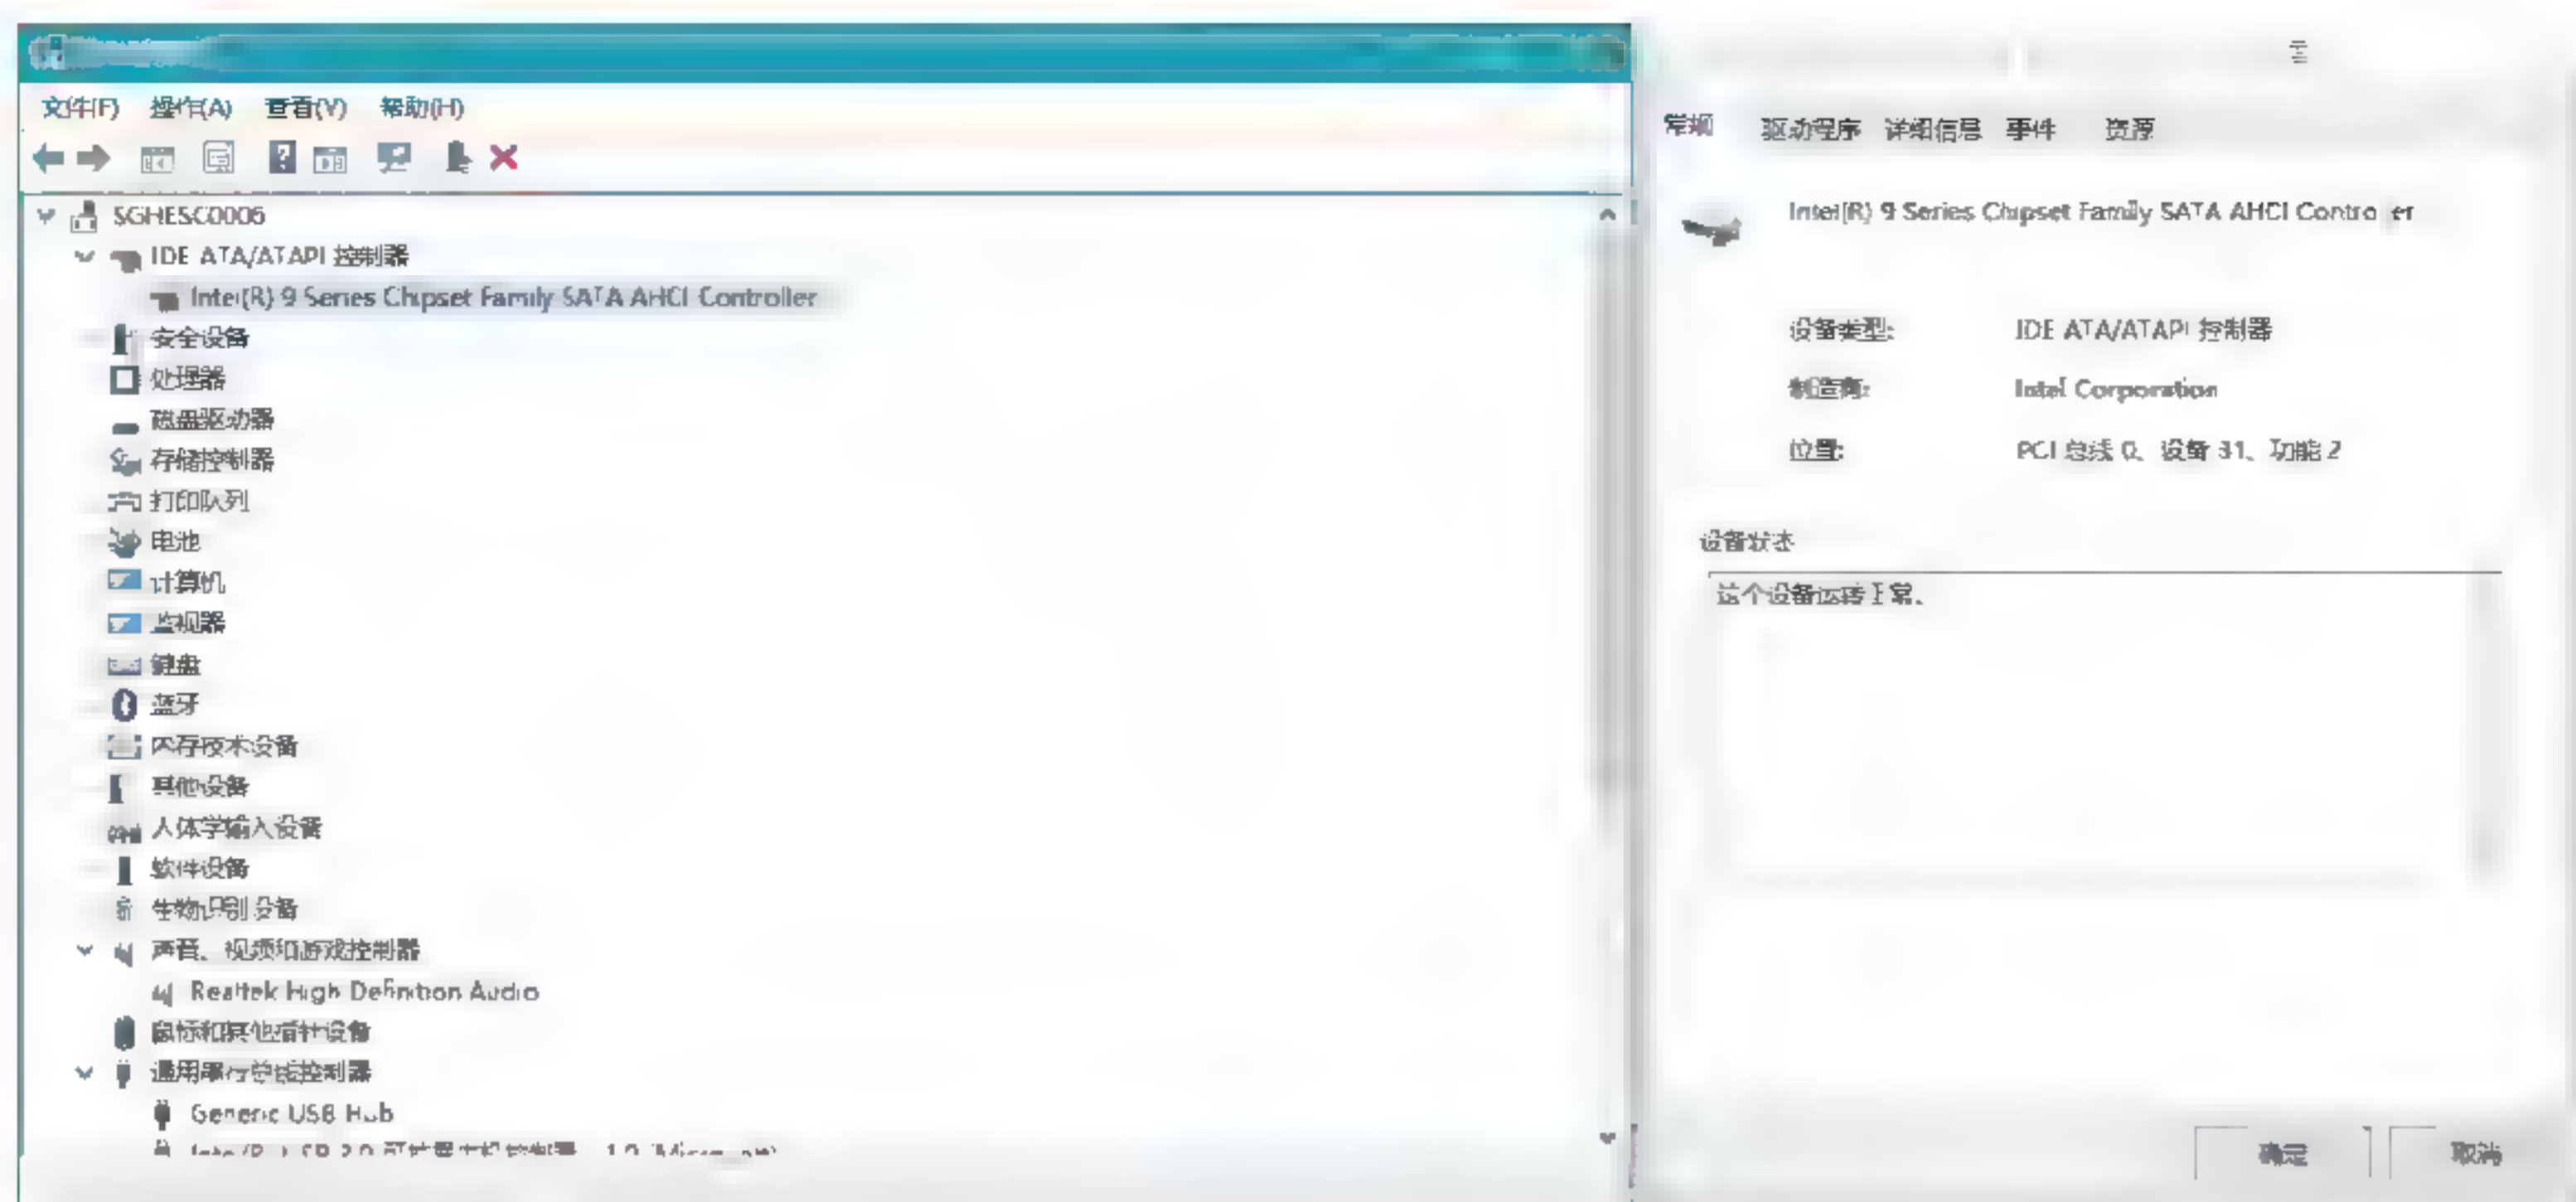 文件(F) 操作(A) 查看(V) 帮助(H)
SGHESC0006
IDE ATA/ATAPI 控制器
Intel(R) 9 Series Chipset Family SATA AHCI Controller
安全设备
处理器
磁盘驱动器
存储控制器
打印队列
电池
计算机
监视器
键盘
蓝牙
内存技术设备
其他设备
人体学输入设备
软件设备
生物识别设备
声音、视频和游戏控制器
Realtek High Definition Audio
鼠标和其他指针设备
通用串行总线控制器
Generic USB Hub
常规 驱动程序 详细信息 事件 资源
Intel(R) 9 Series Chipset Family SATA AHCI Controller
设备类型: IDE ATA/ATAPI 控制器
制造商: Intel Corporation
位置: PCI 总线 0、设备 31、功能 2
设备状态
这个设备运转正常。
确定 取消